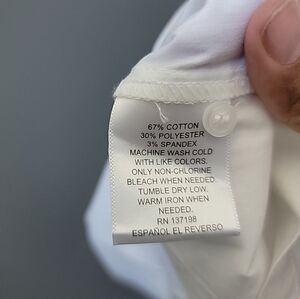 67% COTTON
30% POLYESTER
3% SPANDEX
MACHINE WASH COLD
WITH LIKE COLORS.
ONLY NON-CHLORINE
BLEACH WHEN NEEDED.
TUMBLE DRY LOW.
WARM IRON WHEN
NEEDED.
RN 137198
ESPAÑOL EL REVERSO